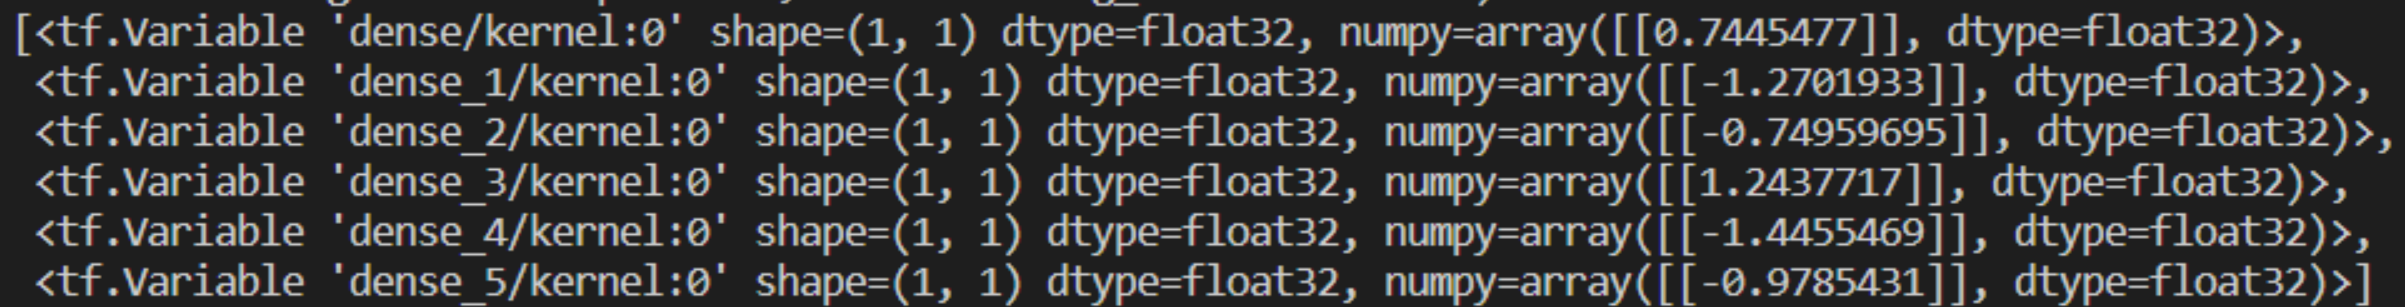 [<tf.Variable 'dense/kernel:0' shape=(1, 1) dtype=float32, numpy=array([[0.7445477]], dtype=float32)>,
 <tf.Variable 'dense_1/kernel:0' shape=(1, 1) dtype=float32, numpy=array([[-1.2701933]], dtype=float32)>,
 <tf.Variable 'dense_2/kernel:0' shape=(1, 1) dtype=float32, numpy=array([[-0.74959695]], dtype=float32)>,
 <tf.Variable 'dense_3/kernel:0' shape=(1, 1) dtype=float32, numpy=array([[1.2437717]], dtype=float32)>,
 <tf.Variable 'dense_4/kernel:0' shape=(1, 1) dtype=float32, numpy=array([[-1.4455469]], dtype=float32)>,
 <tf.Variable 'dense_5/kernel:0' shape=(1, 1) dtype=float32, numpy=array([[-0.9785431]], dtype=float32)>]